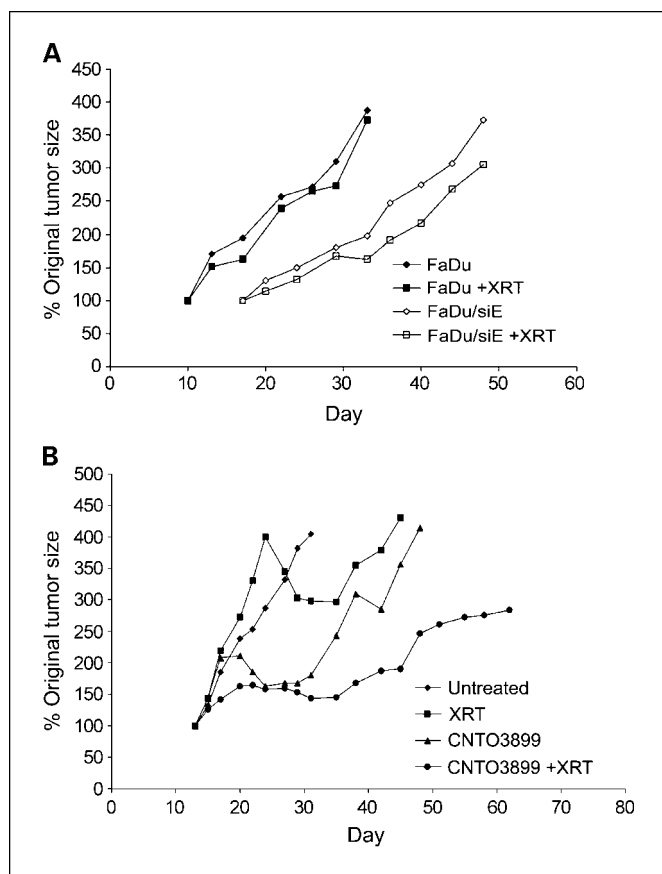 A
% Original tumor size
450
400
350
300
250
200
150
100
50
0
0 10 20 30 40 50 60
Day
FaDu
FaDu +XRT
FaDu/siE
FaDu/siE +XRT
B
% Original tumor size
500
450
400
350
300
250
200
150
100
50
0
0 10 20 30 40 50 60 70 80
Day
Untreated
XRT
CNTO3899
CNTO3899 +XRT